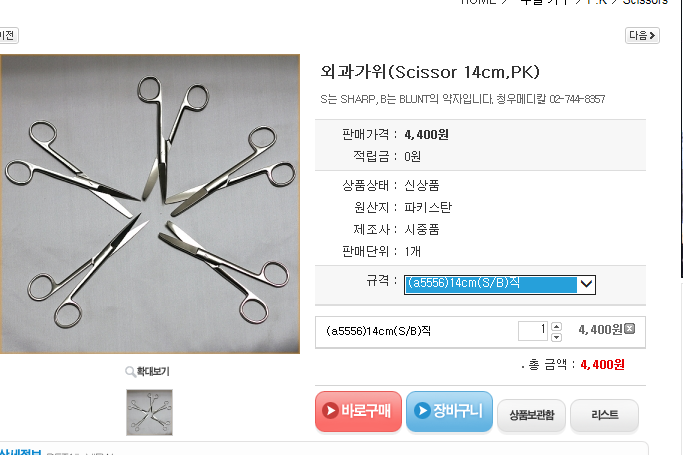 HOME > 수술기구 > P.K > Scissors
이전
다음 >
외과가위(Scissor 14cm,PK)
S는 SHARP, B는 BLUNT의 약자입니다. 청우메디칼 02-744-8357
판매가격 : 4,400원
적립금 : 0원
상품상태 : 신상품
원산지 : 파키스탄
제조사 : 시중품
판매단위 : 1개
규격 : (a5556)14cm(S/B)직
(a5556)14cm(S/B)직 1 4,400원
총 금액 : 4,400원
확대보기
바로구매 장바구니 상품보관함 리스트
상세정보